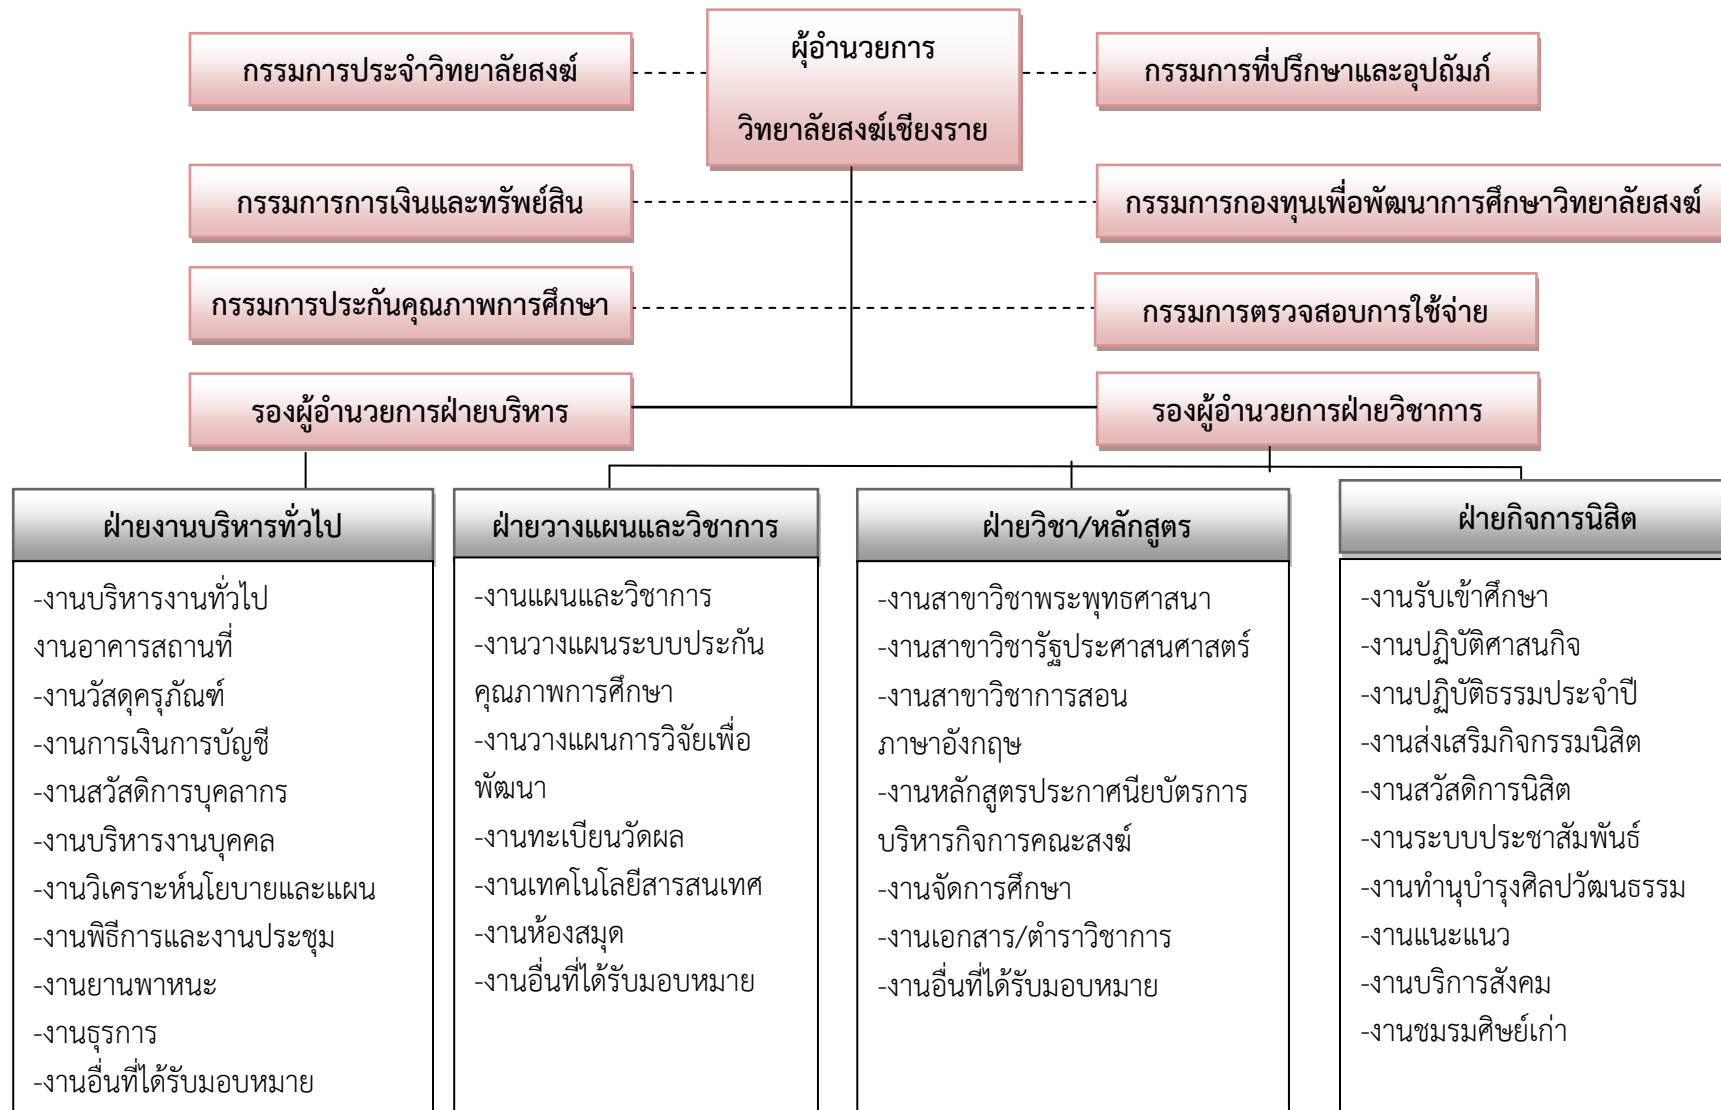 ผู้อำนวยการ
วิทยาลัยสงฆ์เชียงราย
กรรมการประจำวิทยาลัยสงฆ์
กรรมการที่ปรึกษาและอุปถัมภ์
กรรมการการเงินและทรัพย์สิน
กรรมการกองทุนเพื่อพัฒนาการศึกษาวิทยาลัยสงฆ์
กรรมการประกันคุณภาพการศึกษา
กรรมการตรวจสอบการใช้จ่าย
รองผู้อำนวยการฝ่ายบริหาร
รองผู้อำนวยการฝ่ายวิชาการ
ฝ่ายงานบริหารทั่วไป
-งานบริหารงานทั่วไป
งานอาคารสถานที่
-งานวัสดุครุภัณฑ์
-งานการเงินการบัญชี
-งานสวัสดิการบุคลากร
-งานบริหารงานบุคคล
-งานวิเคราะห์นโยบายและแผน
-งานพิธีการและงานประชุม
-งานยานพาหนะ
-งานธุรการ
-งานอื่นที่ได้รับมอบหมาย
ฝ่ายวางแผนและวิชาการ
-งานแผนและวิชาการ
-งานวางแผนระบบประกัน
คุณภาพการศึกษา
-งานวางแผนการวิจัยเพื่อ
พัฒนา
-งานทะเบียนวัดผล
-งานเทคโนโลยีสารสนเทศ
-งานห้องสมุด
-งานอื่นที่ได้รับมอบหมาย
ฝ่ายวิชา/หลักสูตร
-งานสาขาวิชาพระพุทธศาสนา
-งานสาขาวิชารัฐประศาสนศาสตร์
-งานสาขาวิชาการสอน
ภาษาอังกฤษ
-งานหลักสูตรประกาศนียบัตรการ
บริหารกิจการคณะสงฆ์
-งานจัดการศึกษา
-งานเอกสาร/ตำราวิชาการ
-งานอื่นที่ได้รับมอบหมาย
ฝ่ายกิจการนิสิต
-งานรับเข้าศึกษา
-งานปฏิบัติศาสนกิจ
-งานปฏิบัติธรรมประจำปี
-งานส่งเสริมกิจกรรมนิสิต
-งานสวัสดิการนิสิต
-งานระบบประชาสัมพันธ์
-งานทำนุบำรุงศิลปวัฒนธรรม
-งานแนะแนว
-งานบริการสังคม
-งานชมรมศิษย์เก่า